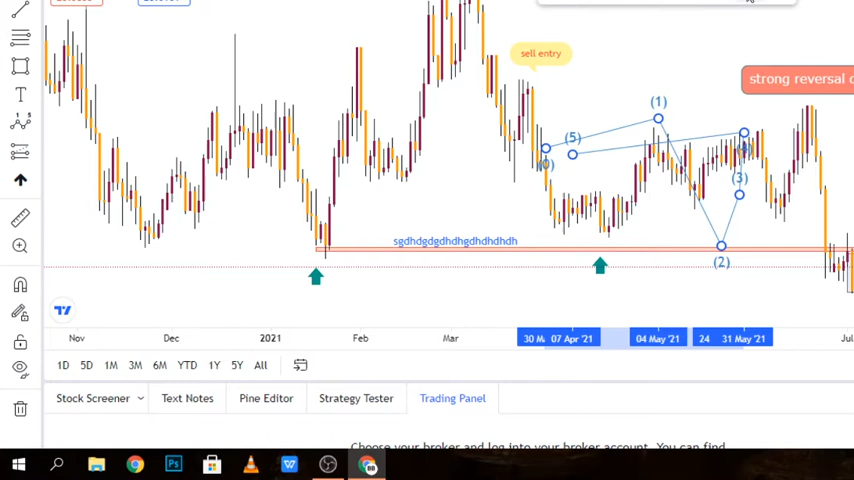 sell entry
strong reversal
(1)
(5)
(0)
(3)
(2)
sgdhdgdgdhdhgdhdhdhdh
Nov Dec 2021 Feb Mar 07 Apr '21 04 May '21 24 31 May '21
1D 5D 1M 3M 6M YTD 1Y 5Y All
Stock Screener Text Notes Pine Editor Strategy Tester Trading Panel
Choose your broker and log into your broker account. You can find